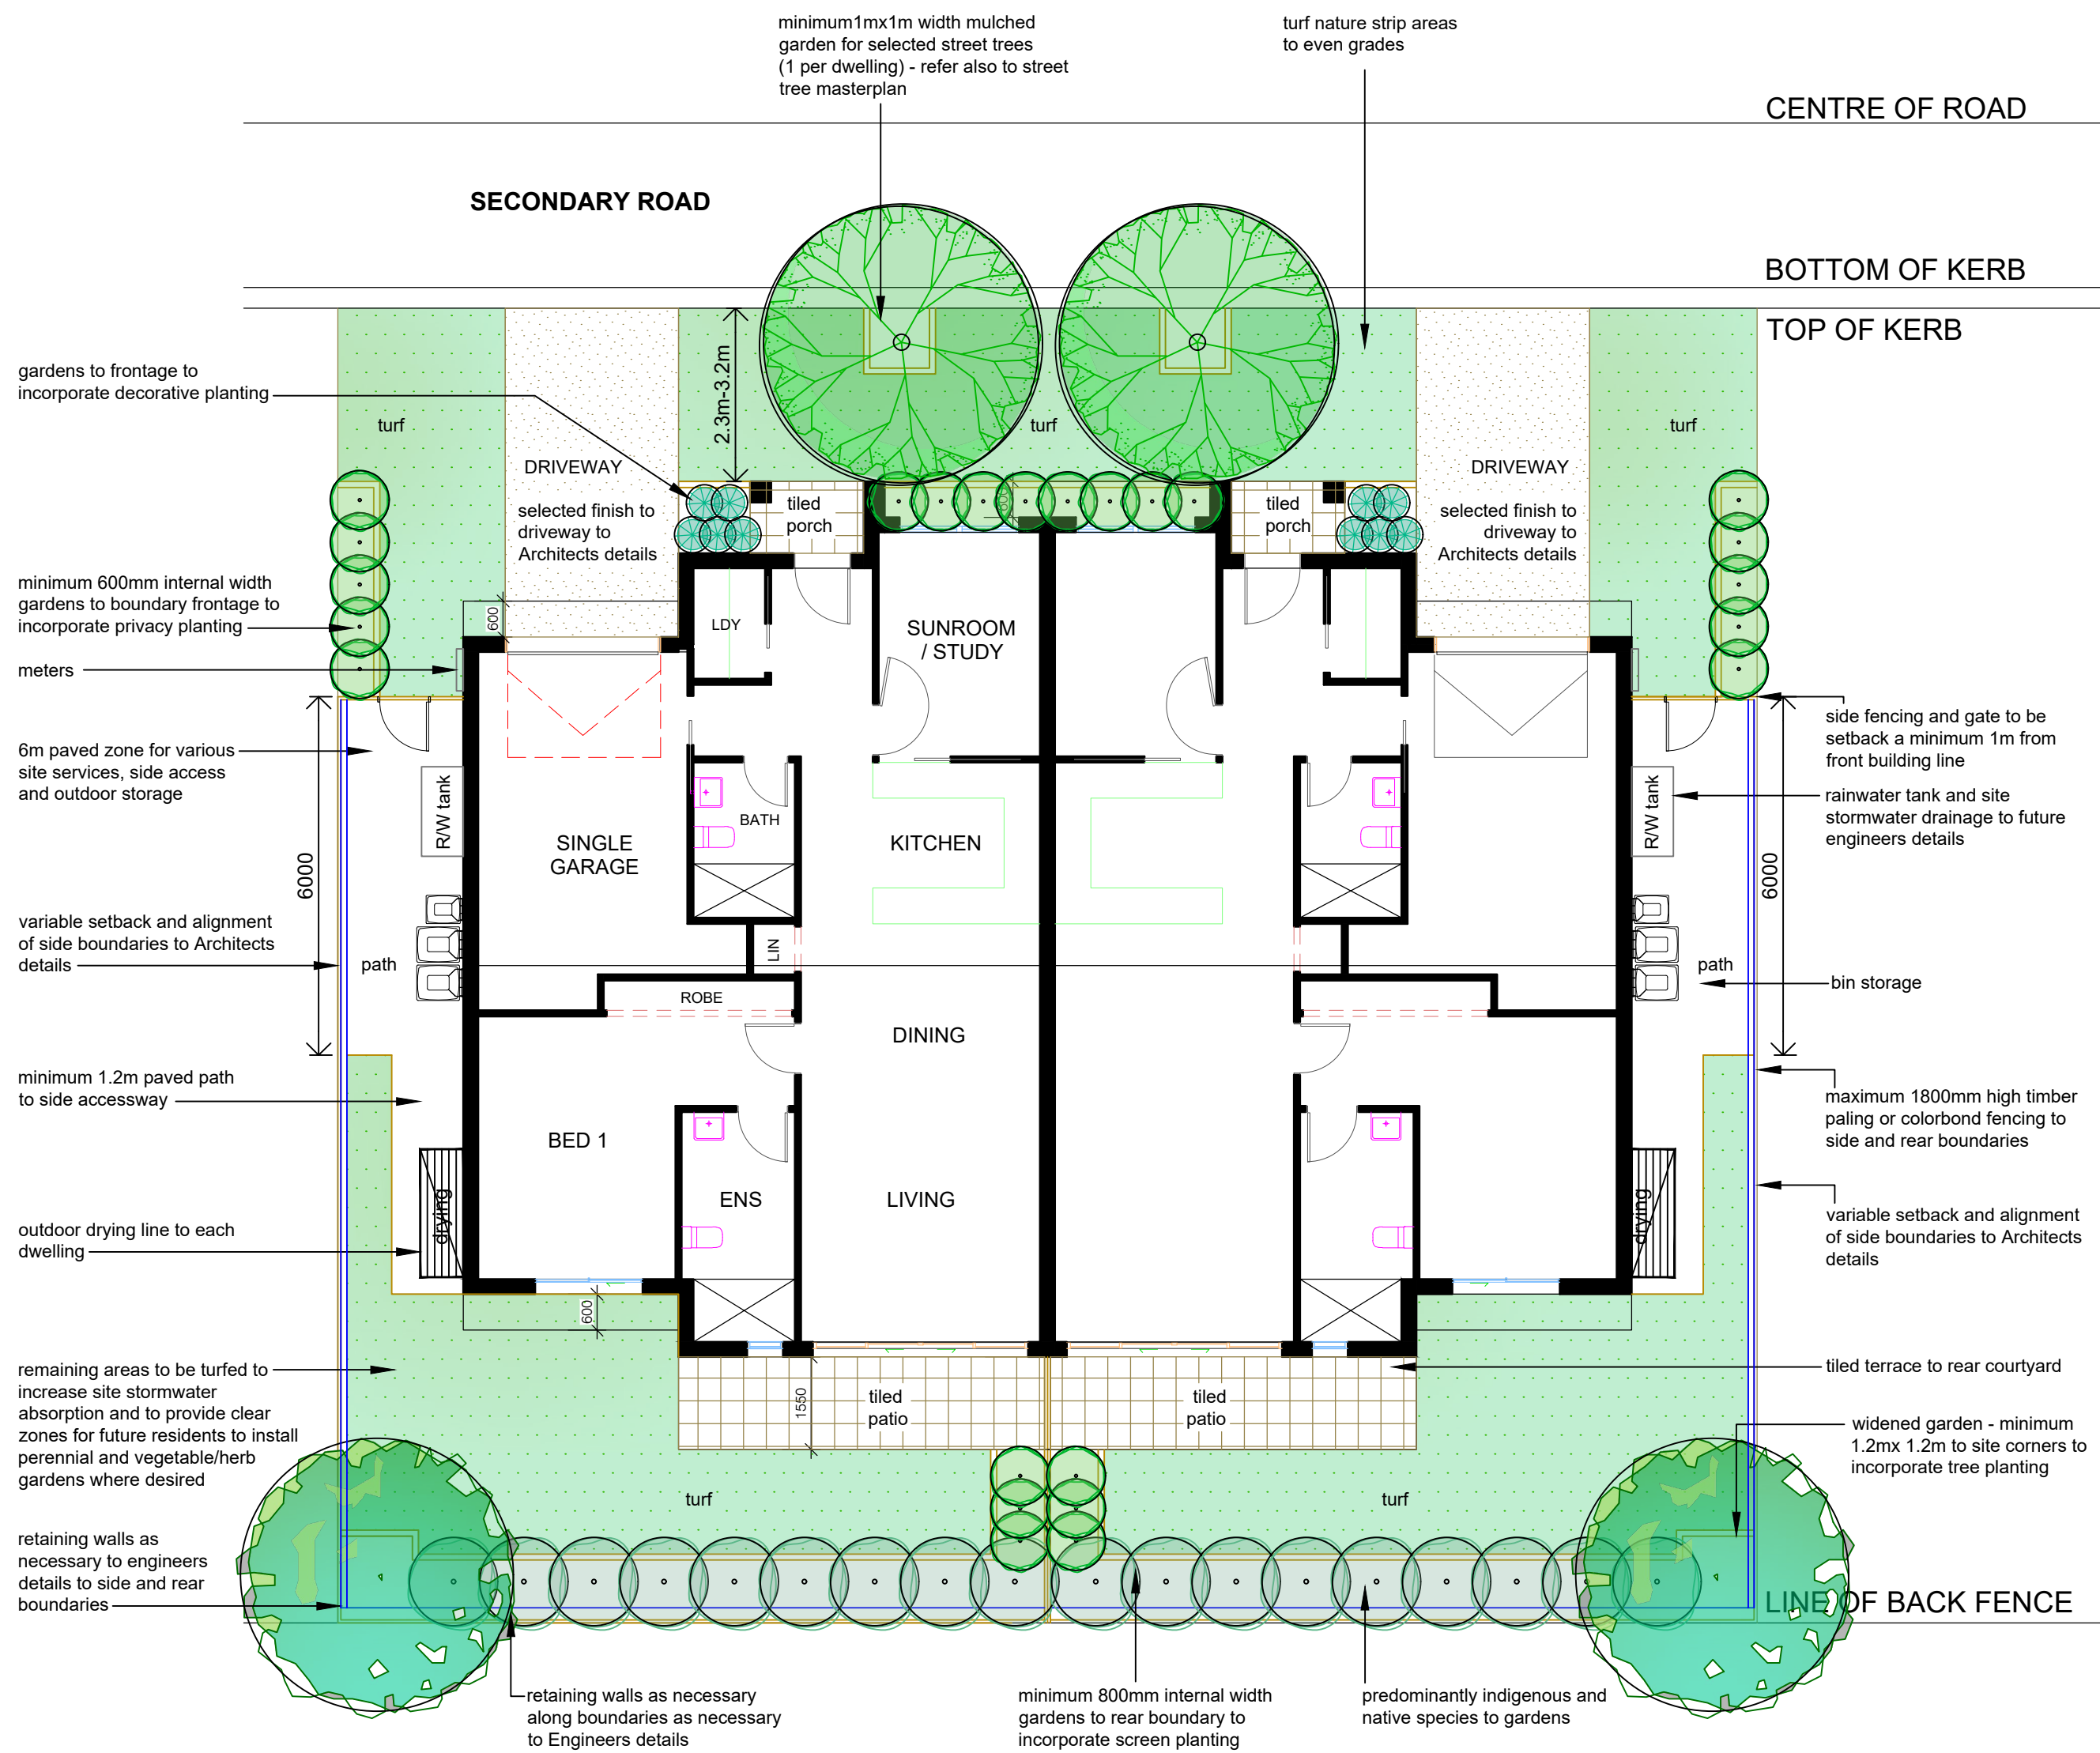 minimum1mx1m width mulched
garden for selected street trees
(1 per dwelling) - refer also to street
tree masterplan
turf nature strip areas
to even grades
CENTRE OF ROAD
SECONDARY ROAD
BOTTOM OF KERB
TOP OF KERB
gardens to frontage to
incorporate decorative planting
2.3m-3.2m
turf
turf
turf
DRIVEWAY
selected finish to
driveway to
Architects details
DRIVEWAY
selected finish to
driveway to
Architects details
tiled
porch
tiled
porch
600
minimum 600mm internal width
gardens to boundary frontage to
incorporate privacy planting
600
LDY
SUNROOM
/ STUDY
meters
side fencing and gate to be
setback a minimum 1m from
front building line
6m paved zone for various
site services, side access
and outdoor storage
R/W tank
R/W tank
rainwater tank and site
stormwater drainage to future
engineers details
BATH
SINGLE
GARAGE
KITCHEN
6000
6000
variable setback and alignment
of side boundaries to Architects
details
path
LIN
path
bin storage
ROBE
DINING
minimum 1.2m paved path
to side accessway
maximum 1800mm high timber
paling or colorbond fencing to
side and rear boundaries
BED 1
ENS
LIVING
drying
drying
outdoor drying line to each
dwelling
variable setback and alignment
of side boundaries to Architects
details
600
remaining areas to be turfed to
increase site stormwater
absorption and to provide clear
zones for future residents to install
perennial and vegetable/herb
gardens where desired
1550
tiled
patio
tiled
patio
tiled terrace to rear courtyard
widened garden - minimum
1.2mx 1.2m to site corners to
incorporate tree planting
turf
turf
retaining walls as
necessary to engineers
details to side and rear
boundaries
LINE OF BACK FENCE
retaining walls as necessary
along boundaries as necessary
to Engineers details
minimum 800mm internal width
gardens to rear boundary to
incorporate screen planting
predominantly indigenous and
native species to gardens